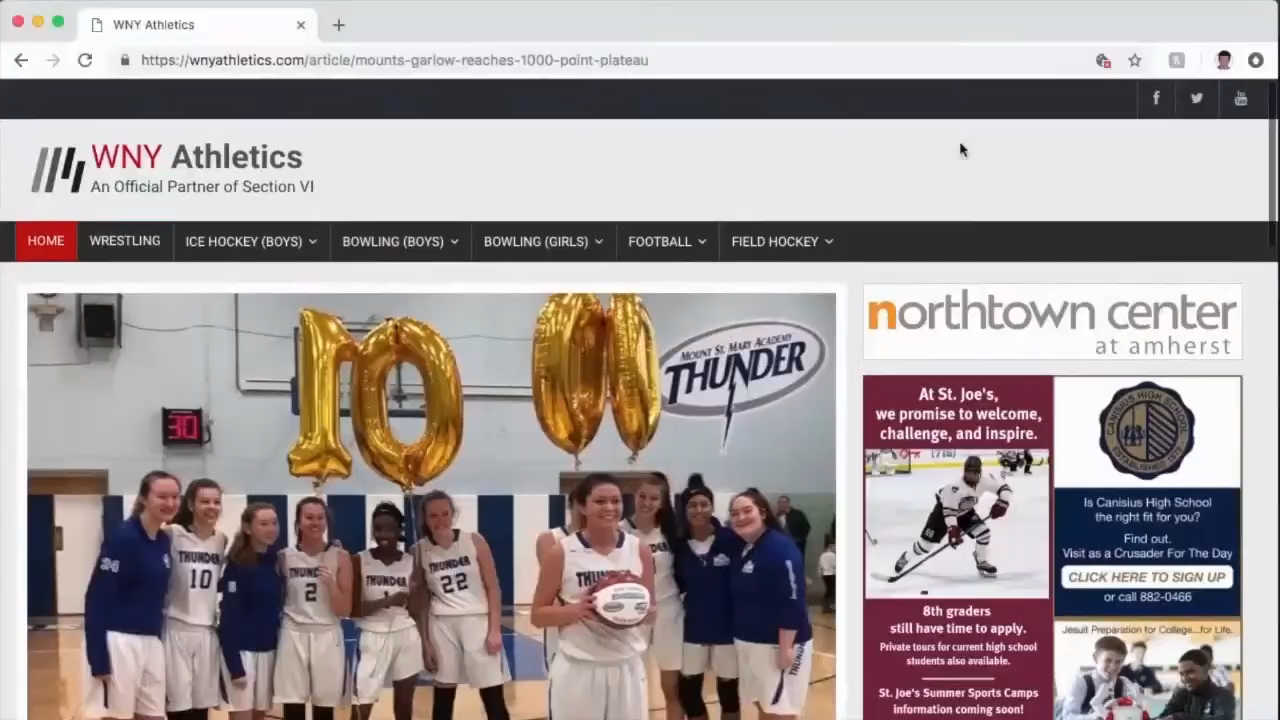 WNY Athletics
https://wnyathletics.com/article/mounts-garlow-reaches-1000-point-plateau
WNY Athletics
An Official Partner of Section VI
HOME
WRESTLING
ICE HOCKEY (BOYS)
BOWLING (BOYS)
BOWLING (GIRLS)
FOOTBALL
FIELD HOCKEY
1000
MOUNT ST. MARY ACADEMY
THUNDER
30
THUNDER
10
THUNDER
2
THUNDER
THUNDER
22
northtown center
at amherst
At St. Joe's,
we promise to welcome,
challenge, and inspire.
8th graders
still have time to apply.
Private tours for current high school
students also available.
St. Joe's Summer Sports Camps
information coming soon!
CANISIUS HIGH SCHOOL
Is Canisius High School
the right fit for you?
Find out.
Visit as a Crusader For The Day
CLICK HERE TO SIGN UP
or call 882-0466
Jesuit Preparation for College...for Life.